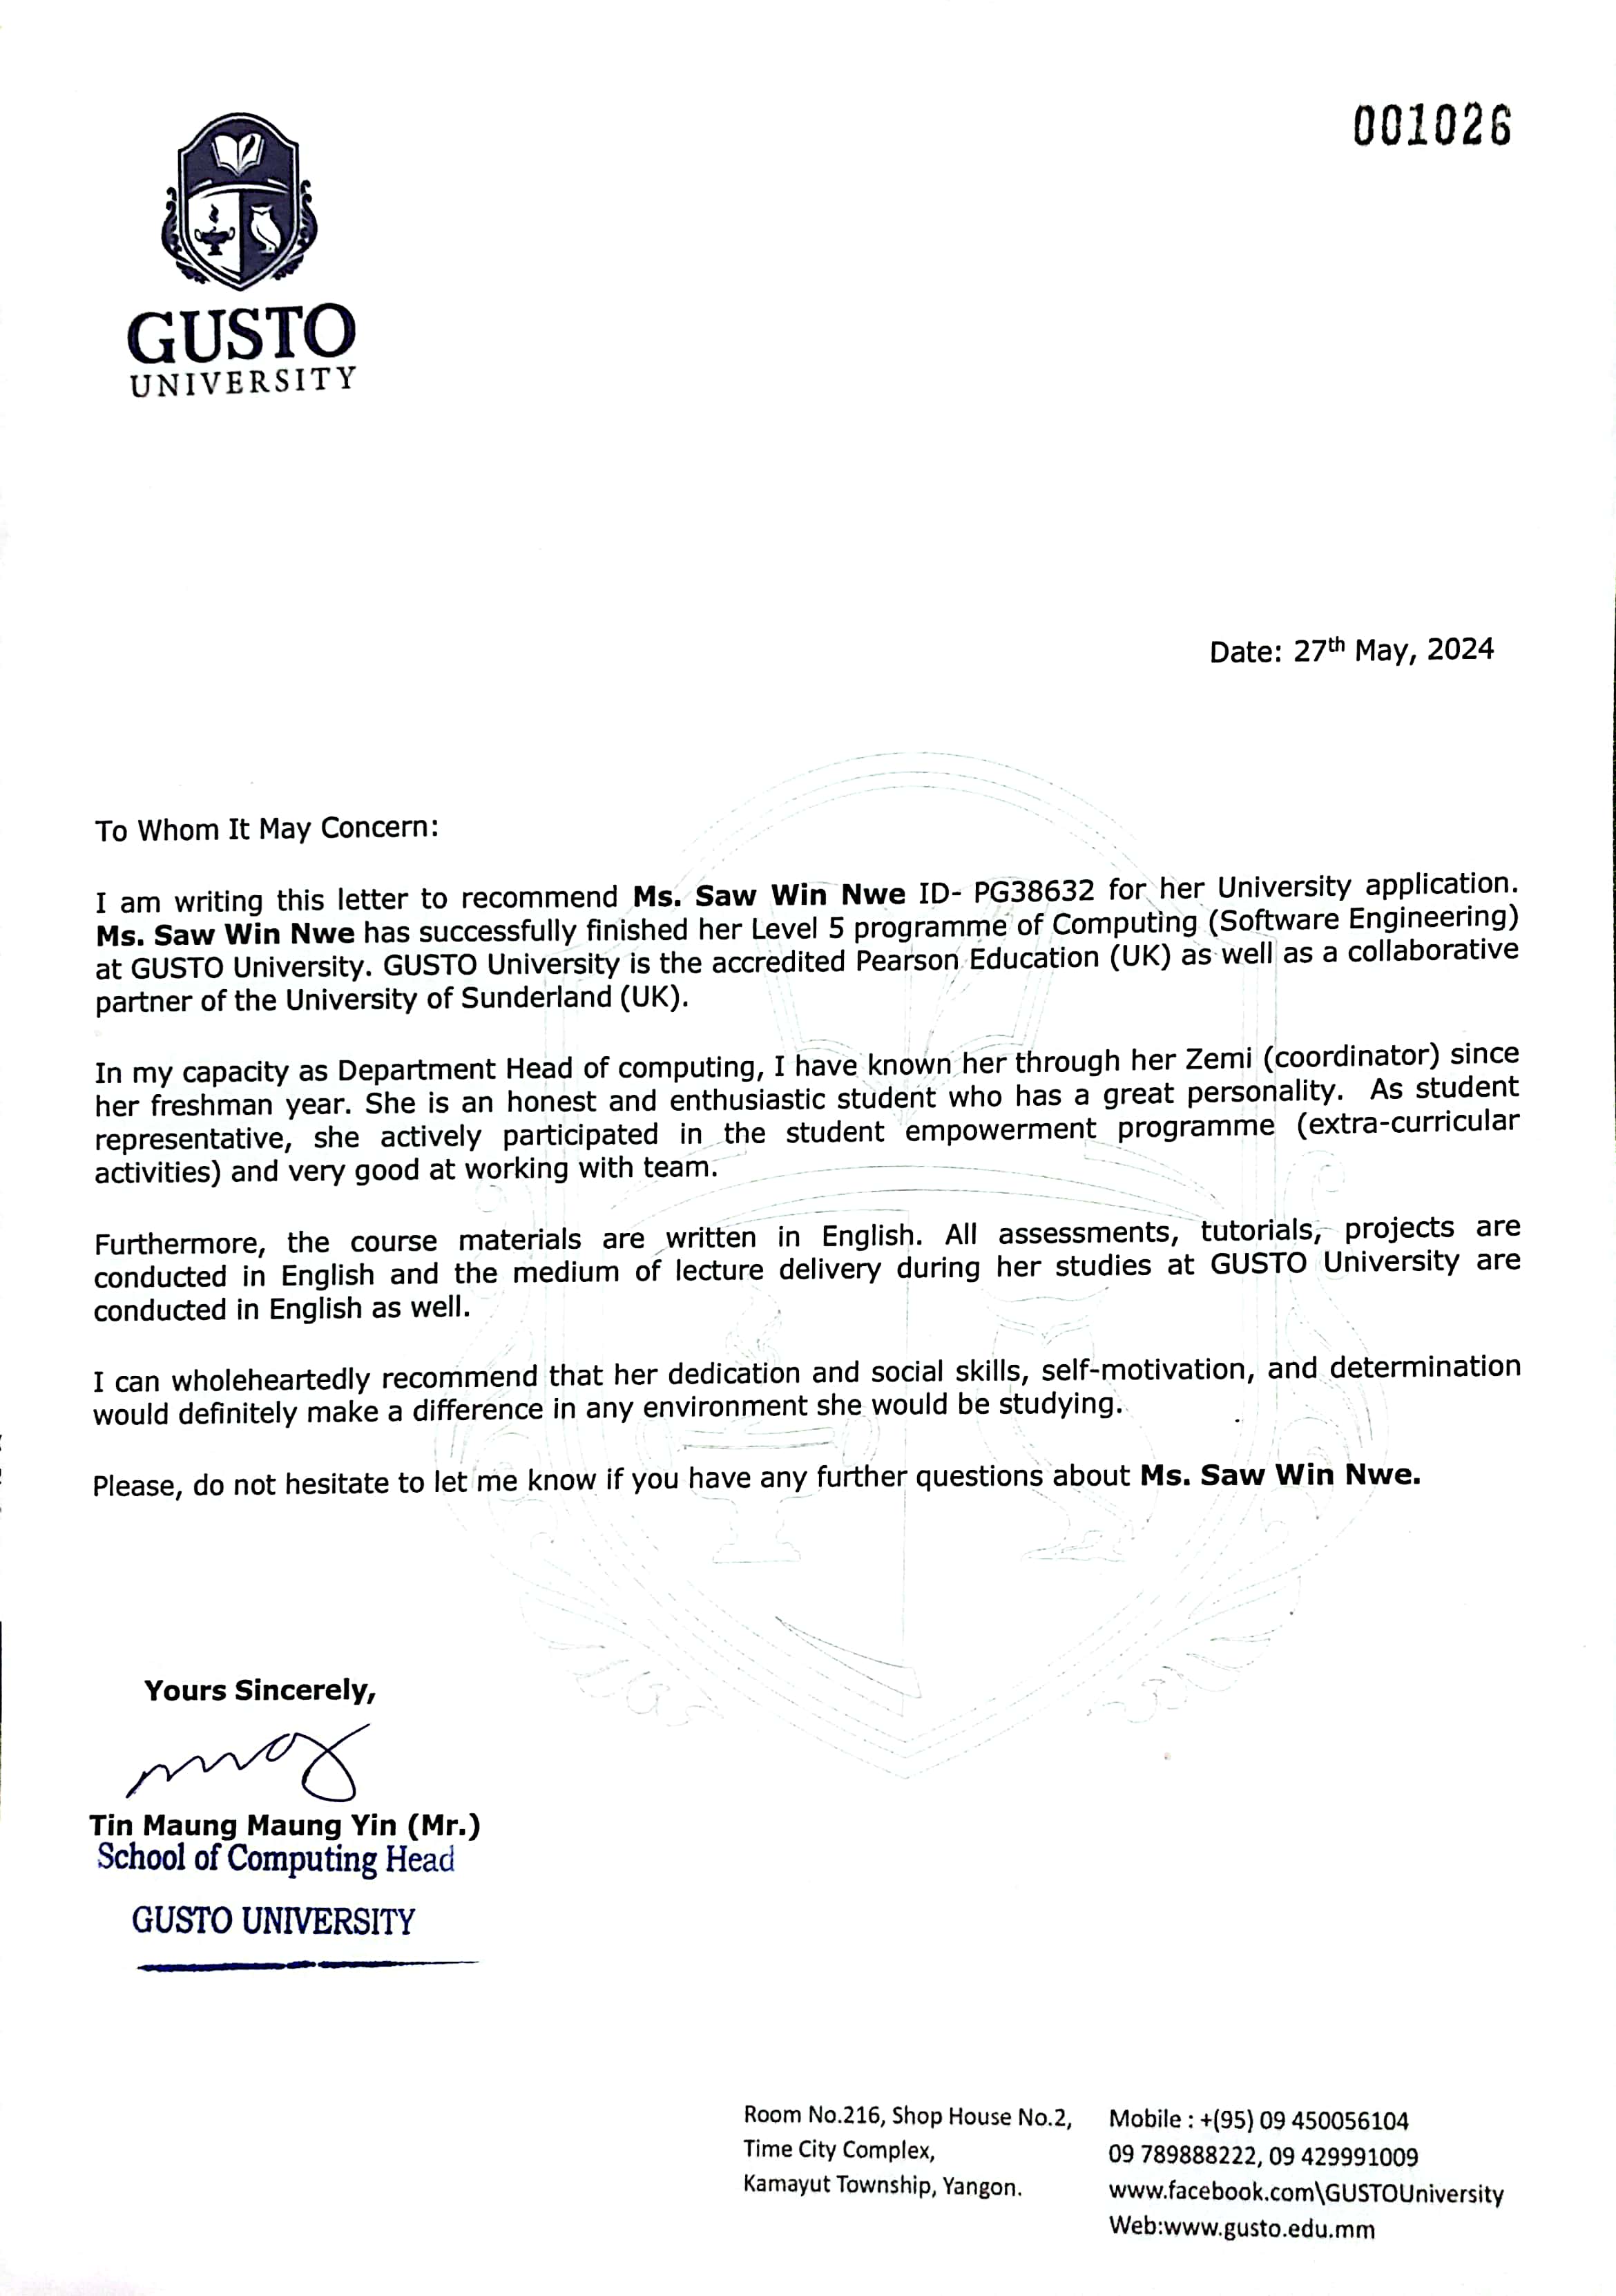 001026
GUSTO
UNIVERSITY
Date: 27th May, 2024
To Whom It May Concern:
I am writing this letter to recommend Ms. Saw Win Nwe ID- PG38632 for her University application.
Ms. Saw Win Nwe has successfully finished her Level 5 programme of Computing (Software Engineering)
at GUSTO University. GUSTO University is the accredited Pearson Education (UK) as well as a collaborative
partner of the University of Sunderland (UK).
In my capacity as Department Head of computing, I have known her through her Zemi (coordinator) since
her freshman year. She is an honest and enthusiastic student who has a great personality. As student
representative, she actively participated in the student empowerment programme (extra-curricular
activities) and very good at working with team.
Furthermore, the course materials are written in English. All assessments, tutorials, projects are
conducted in English and the medium of lecture delivery during her studies at GUSTO University are
conducted in English as well.
I can wholeheartedly recommend that her dedication and social skills, self-motivation, and determination
would definitely make a difference in any environment she would be studying.
Please, do not hesitate to let me know if you have any further questions about Ms. Saw Win Nwe.
Yours Sincerely,
Tin Maung Maung Yin (Mr.)
School of Computing Head
GUSTO UNIVERSITY
Room No.216, Shop House No.2,
Time City Complex,
Kamayut Township, Yangon.
Mobile : +(95) 09 450056104
09 789888222, 09 429991009
www.facebook.com\GUSTOUniversity
Web:www.gusto.edu.mm